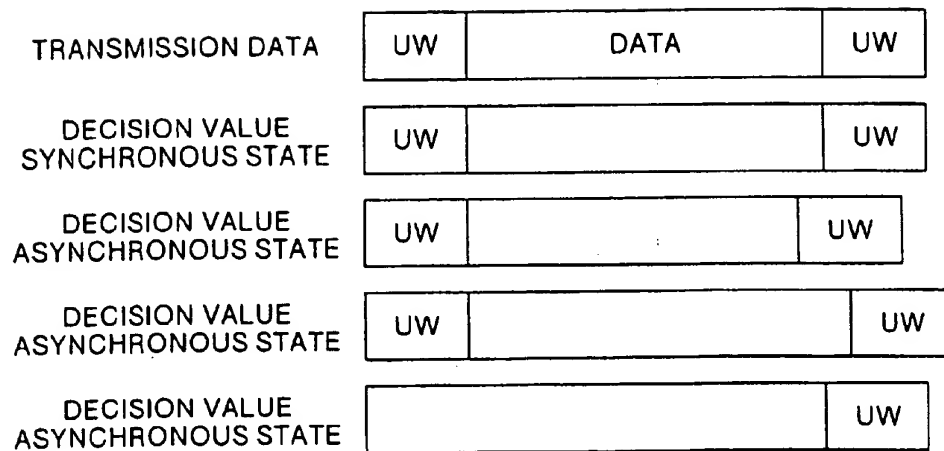 TRANSMISSION DATA UW DATA UW
DECISION VALUE
SYNCHRONOUS STATE UW UW
DECISION VALUE
ASYNCHRONOUS STATE UW UW
DECISION VALUE
ASYNCHRONOUS STATE UW UW
DECISION VALUE
ASYNCHRONOUS STATE UW